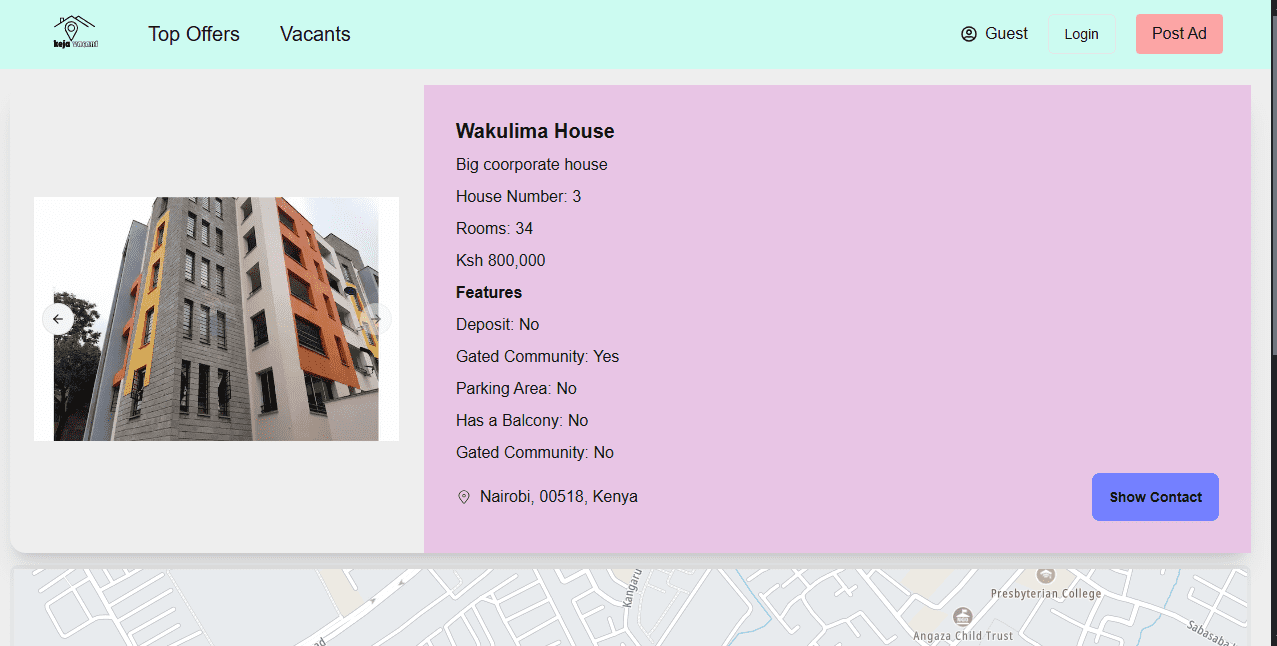 keja vacant
Top Offers
Vacants
Guest
Login
Post Ad
Wakulima House
Big coorporate house
House Number: 3
Rooms: 34
Ksh 800,000
Features
Deposit: No
Gated Community: Yes
Parking Area: No
Has a Balcony: No
Gated Community: No
Nairobi, 00518, Kenya
Show Contact
Kangaru
Presbyterian College
Angaza Child Trust
Sabasaba